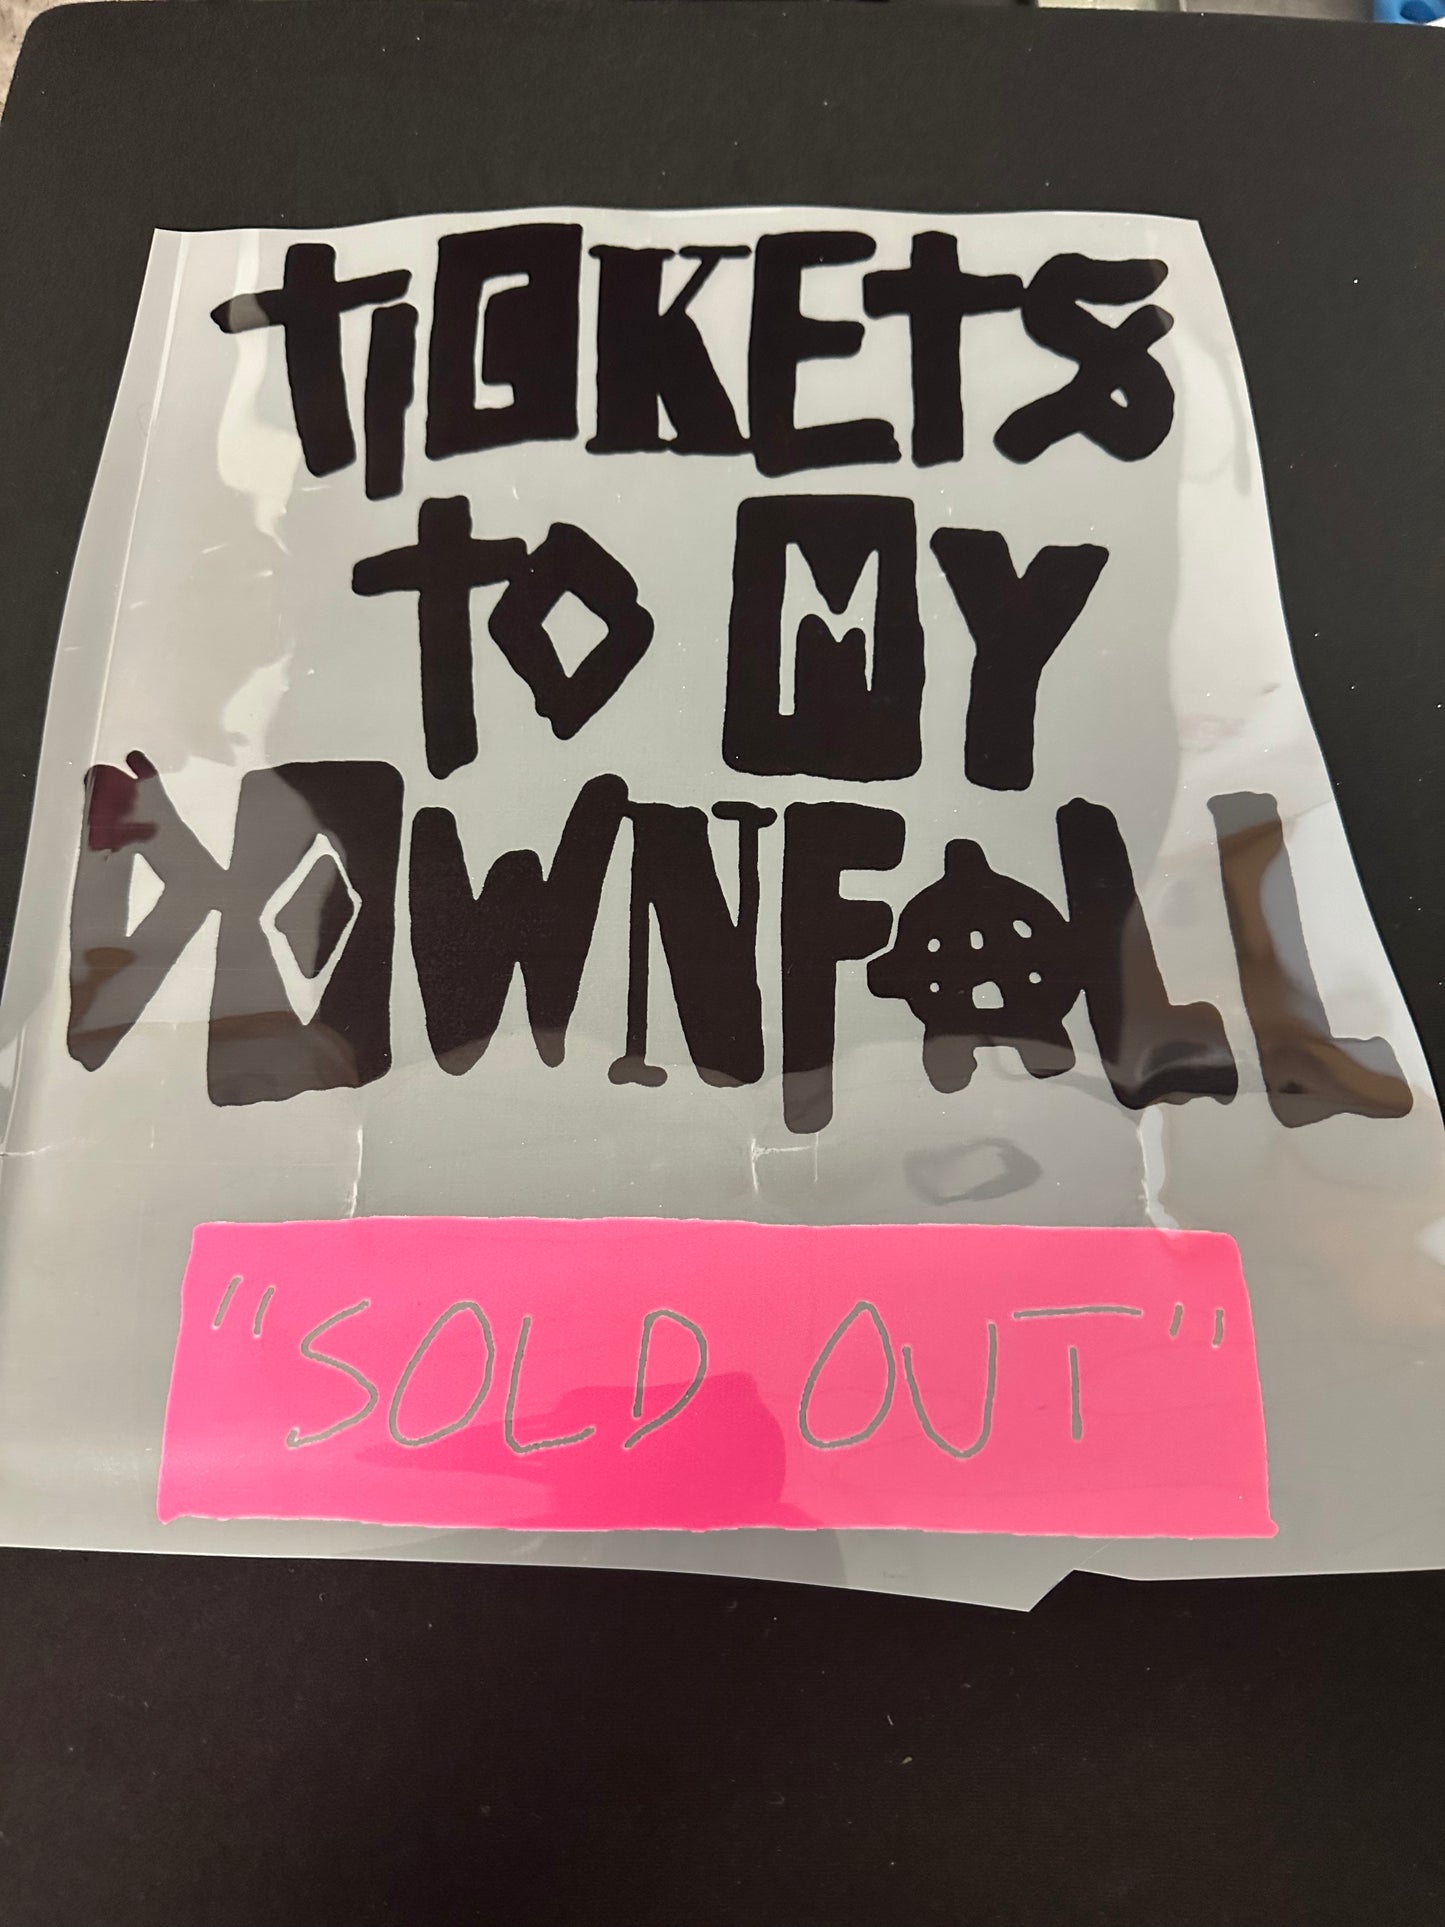 TICKETS
TO MY
DOWNFALL
"SOLD OUT"